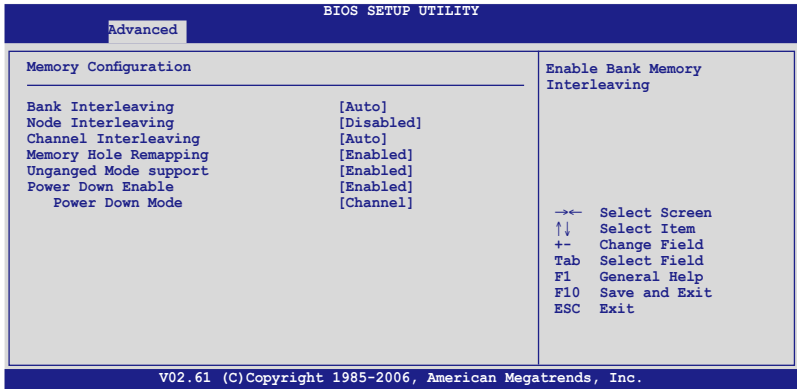 BIOS SETUP UTILITY
Advanced
Memory Configuration
Bank Interleaving [Auto]
Node Interleaving [Disabled]
Channel Interleaving [Auto]
Memory Hole Remapping [Enabled]
Unganged Mode support [Enabled]
Power Down Enable [Enabled]
Power Down Mode [Channel]
Enable Bank Memory
Interleaving
→← Select Screen
↑↓ Select Item
+- Change Field
Tab Select Field
F1 General Help
F10 Save and Exit
ESC Exit
V02.61 (C)Copyright 1985-2006, American Megatrends, Inc.